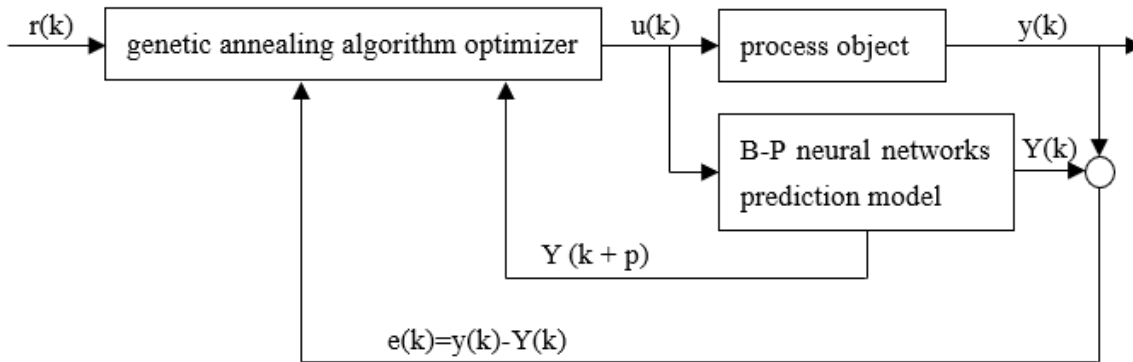 r(k)
genetic annealing algorithm optimizer
u(k)
process object
y(k)
B-P neural networks
prediction model
Y(k)
Y (k + p)
e(k)=y(k)-Y(k)